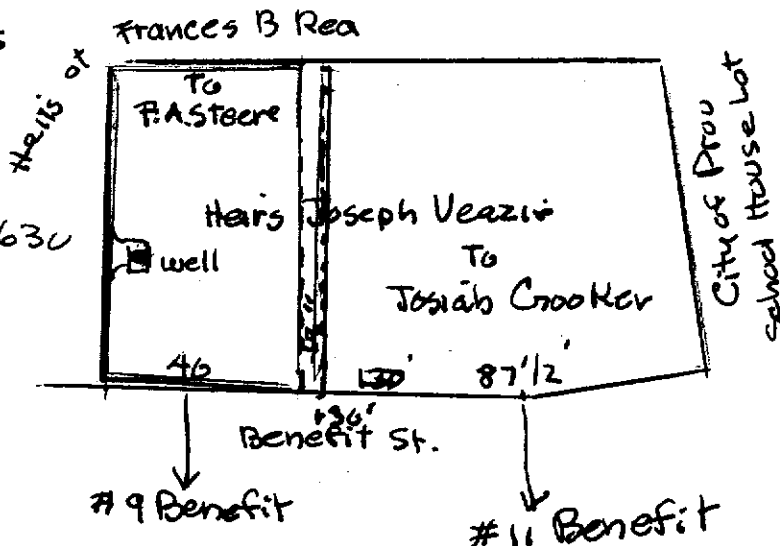 Frances B Rea
Heirs of
To
F.A. Steere
Heirs Joseph Veazie
To
Josiah Crooker
well
City of Prov
School House Lot
40
87 1/2'
Benefit St.
#9 Benefit
#11 Benefit